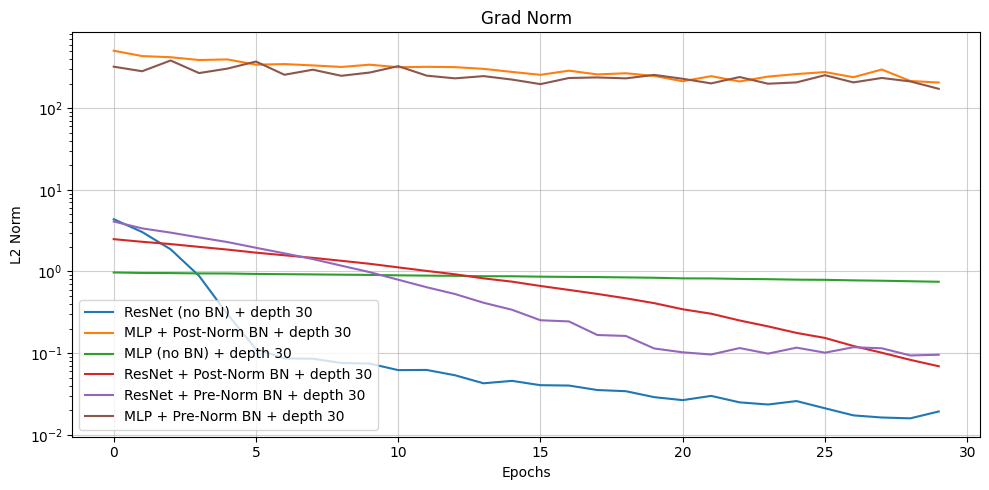 Grad Norm
L2 Norm
10²
10¹
10⁰
10⁻¹
10⁻²
ResNet (no BN) + depth 30
MLP + Post-Norm BN + depth 30
MLP (no BN) + depth 30
ResNet + Post-Norm BN + depth 30
ResNet + Pre-Norm BN + depth 30
MLP + Pre-Norm BN + depth 30
0 5 10 15 20 25 30
Epochs